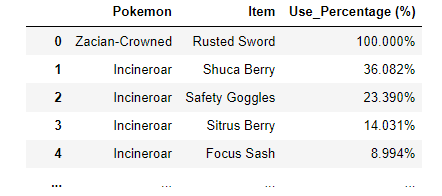 Pokemon Item Use_Percentage (%)
0 Zacian-Crowned Rusted Sword 100.000%
1 Incineroar Shuca Berry 36.082%
2 Incineroar Safety Goggles 23.390%
3 Incineroar Sitrus Berry 14.031%
4 Incineroar Focus Sash 8.994%
... ... ... ...